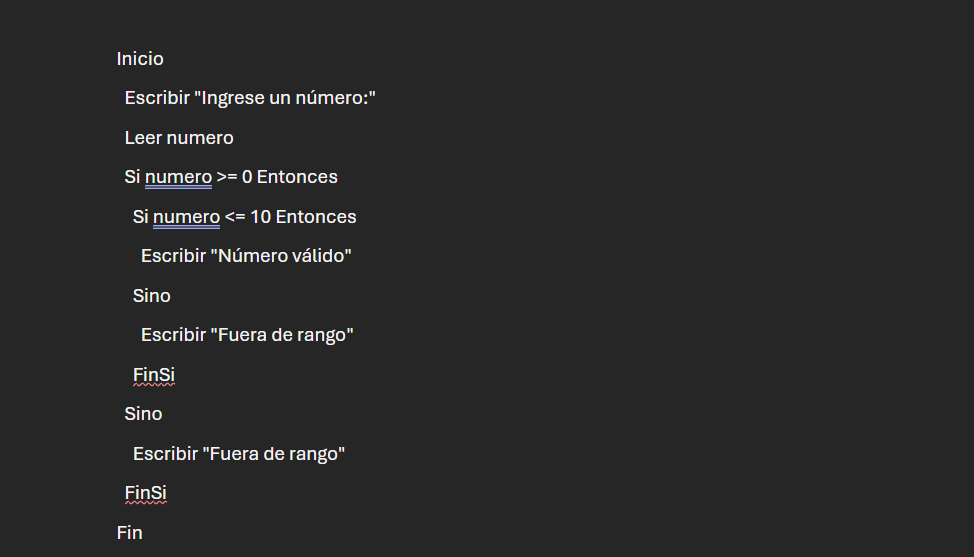 Inicio
Escribir "Ingrese un número:"
Leer numero
Si numero >= 0 Entonces
Si numero <= 10 Entonces
Escribir "Número válido"
Sino
Escribir "Fuera de rango"
FinSi
Sino
Escribir "Fuera de rango"
FinSi
Fin